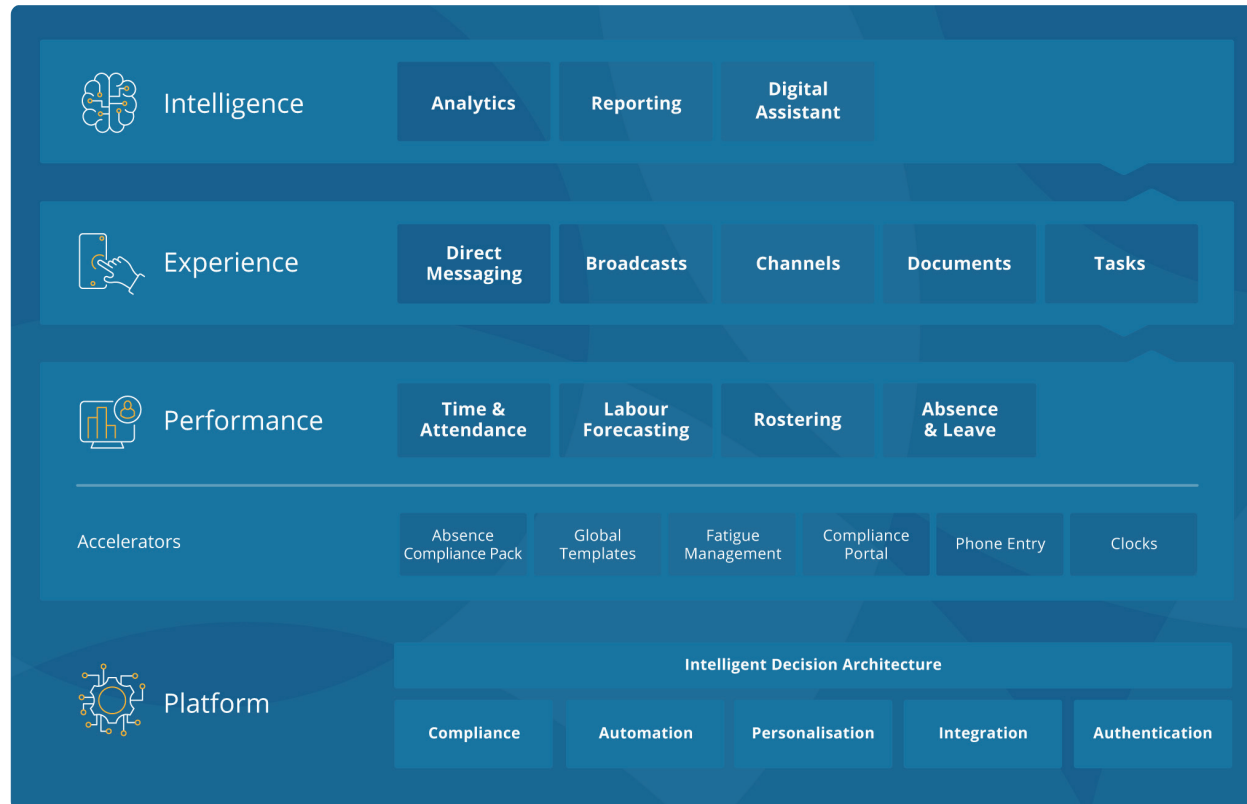 Intelligence
Analytics
Reporting
Digital
Assistant
Experience
Direct
Messaging
Broadcasts
Channels
Documents
Tasks
Performance
Time &
Attendance
Labour
Forecasting
Rostering
Absence
& Leave
Accelerators
Absence
Compliance Pack
Global
Templates
Fatigue
Management
Compliance
Portal
Phone Entry
Clocks
Platform
Intelligent Decision Architecture
Compliance
Automation
Personalisation
Integration
Authentication